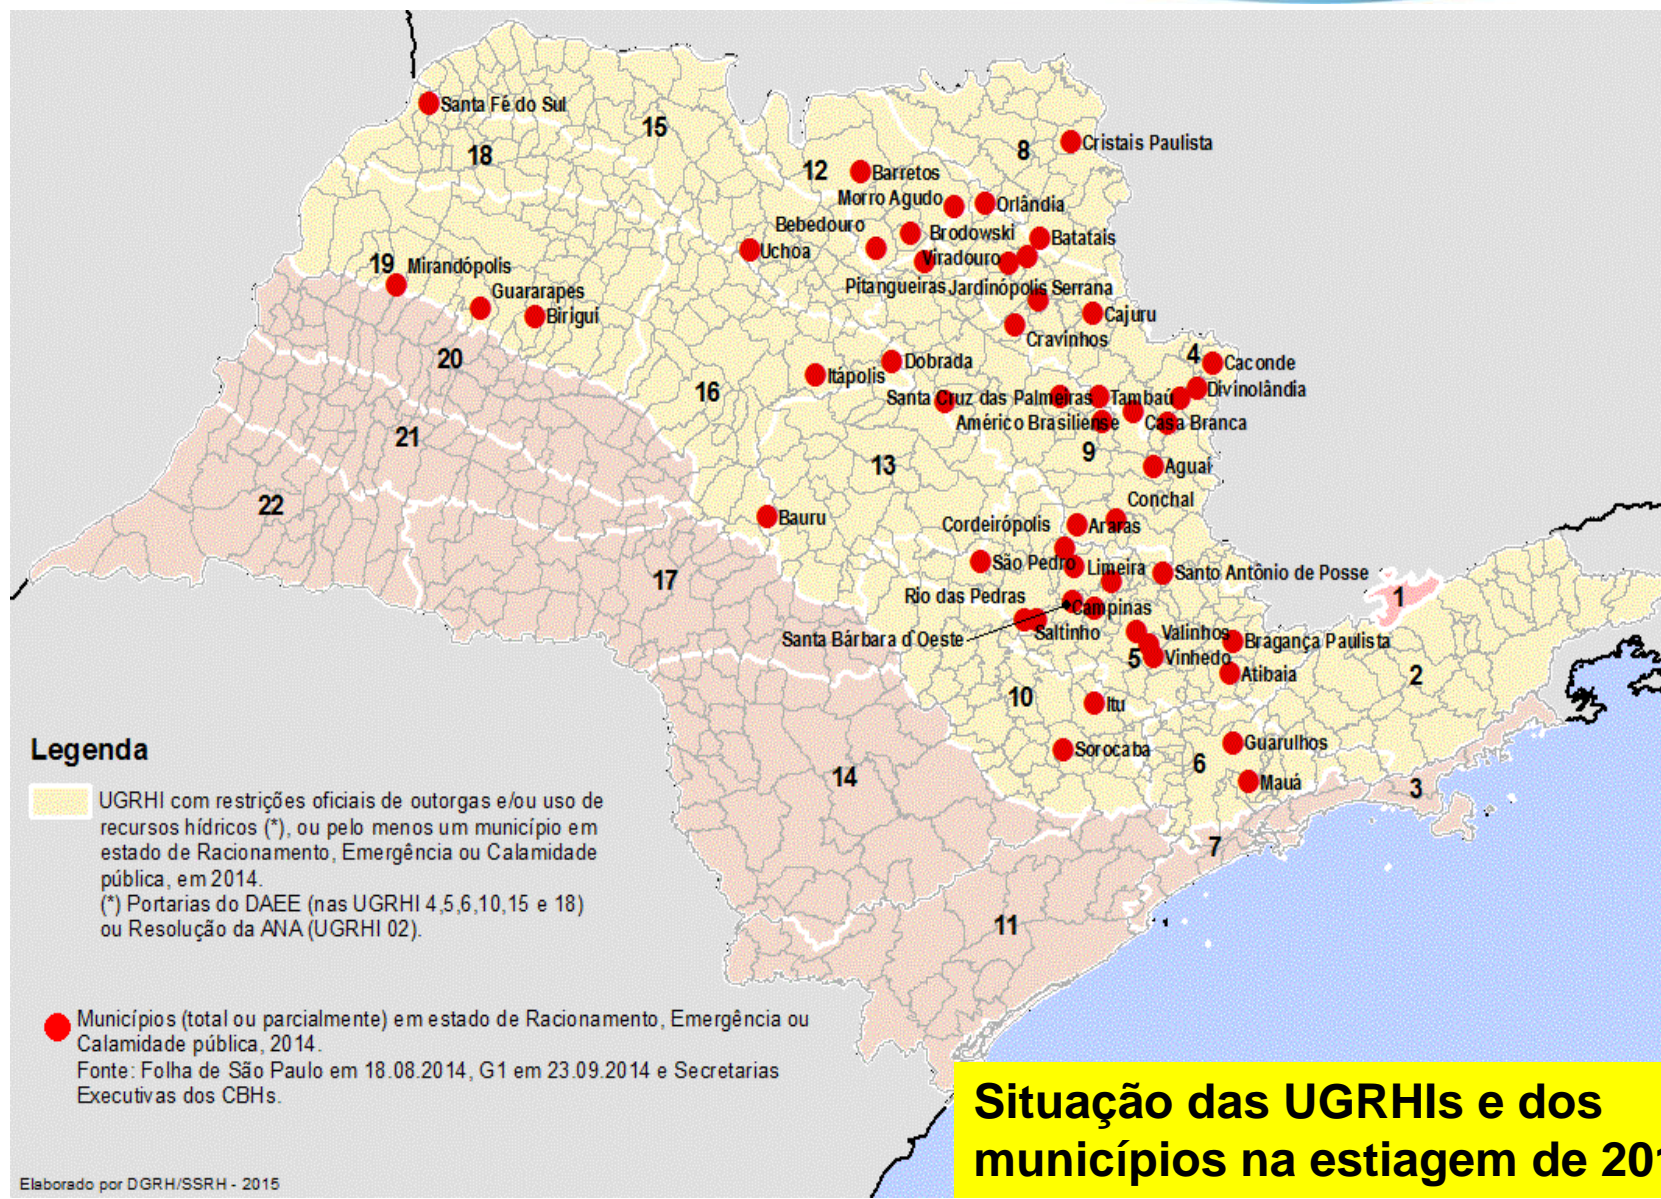 Santa Fé do Sul
15
18
12
8
Cristais Paulista
Barretos
Morro Agudo
Orlândia
Bebedouro
Brodowski
Batatais
Uchoa
Viradouro
19
Mirandópolis
Pitangueiras
Jardinópolis
Serrana
Guararapes
Birigui
Cajuru
Cravinhos
20
4
Caconde
Dobrada
Itápolis
16
Divinolândia
Santa Cruz das Palmeiras
Tambaú
Américo Brasiliense
Casa Branca
21
9
13
Aguaí
22
Conchal
Bauru
Cordeirópolis
Araras
17
São Pedro
Limeira
Santo Antônio de Posse
1
Rio das Pedras
Campinas
Santa Bárbara d'Oeste
Saltinho
Valinhos
Bragança Paulista
5
Vinhedo
Atibaia
2
10
Itu
Sorocaba
Guarulhos
6
14
Mauá
3
7
11
Legenda
UGRHI com restrições oficiais de outorgas e/ou uso de
recursos hídricos (*), ou pelo menos um município em
estado de Racionamento, Emergência ou Calamidade
pública, em 2014.
(*) Portarias do DAEE (nas UGRHI 4,5,6,10,15 e 18)
ou Resolução da ANA (UGRHI 02).
Municípios (total ou parcialmente) em estado de Racionamento, Emergência ou
Calamidade pública, 2014.
Fonte: Folha de São Paulo em 18.08.2014, G1 em 23.09.2014 e Secretarias
Executivas dos CBHs.
Situação das UGRHIs e dos
municípios na estiagem de 201
Elaborado por DGRH/SSRH - 2015